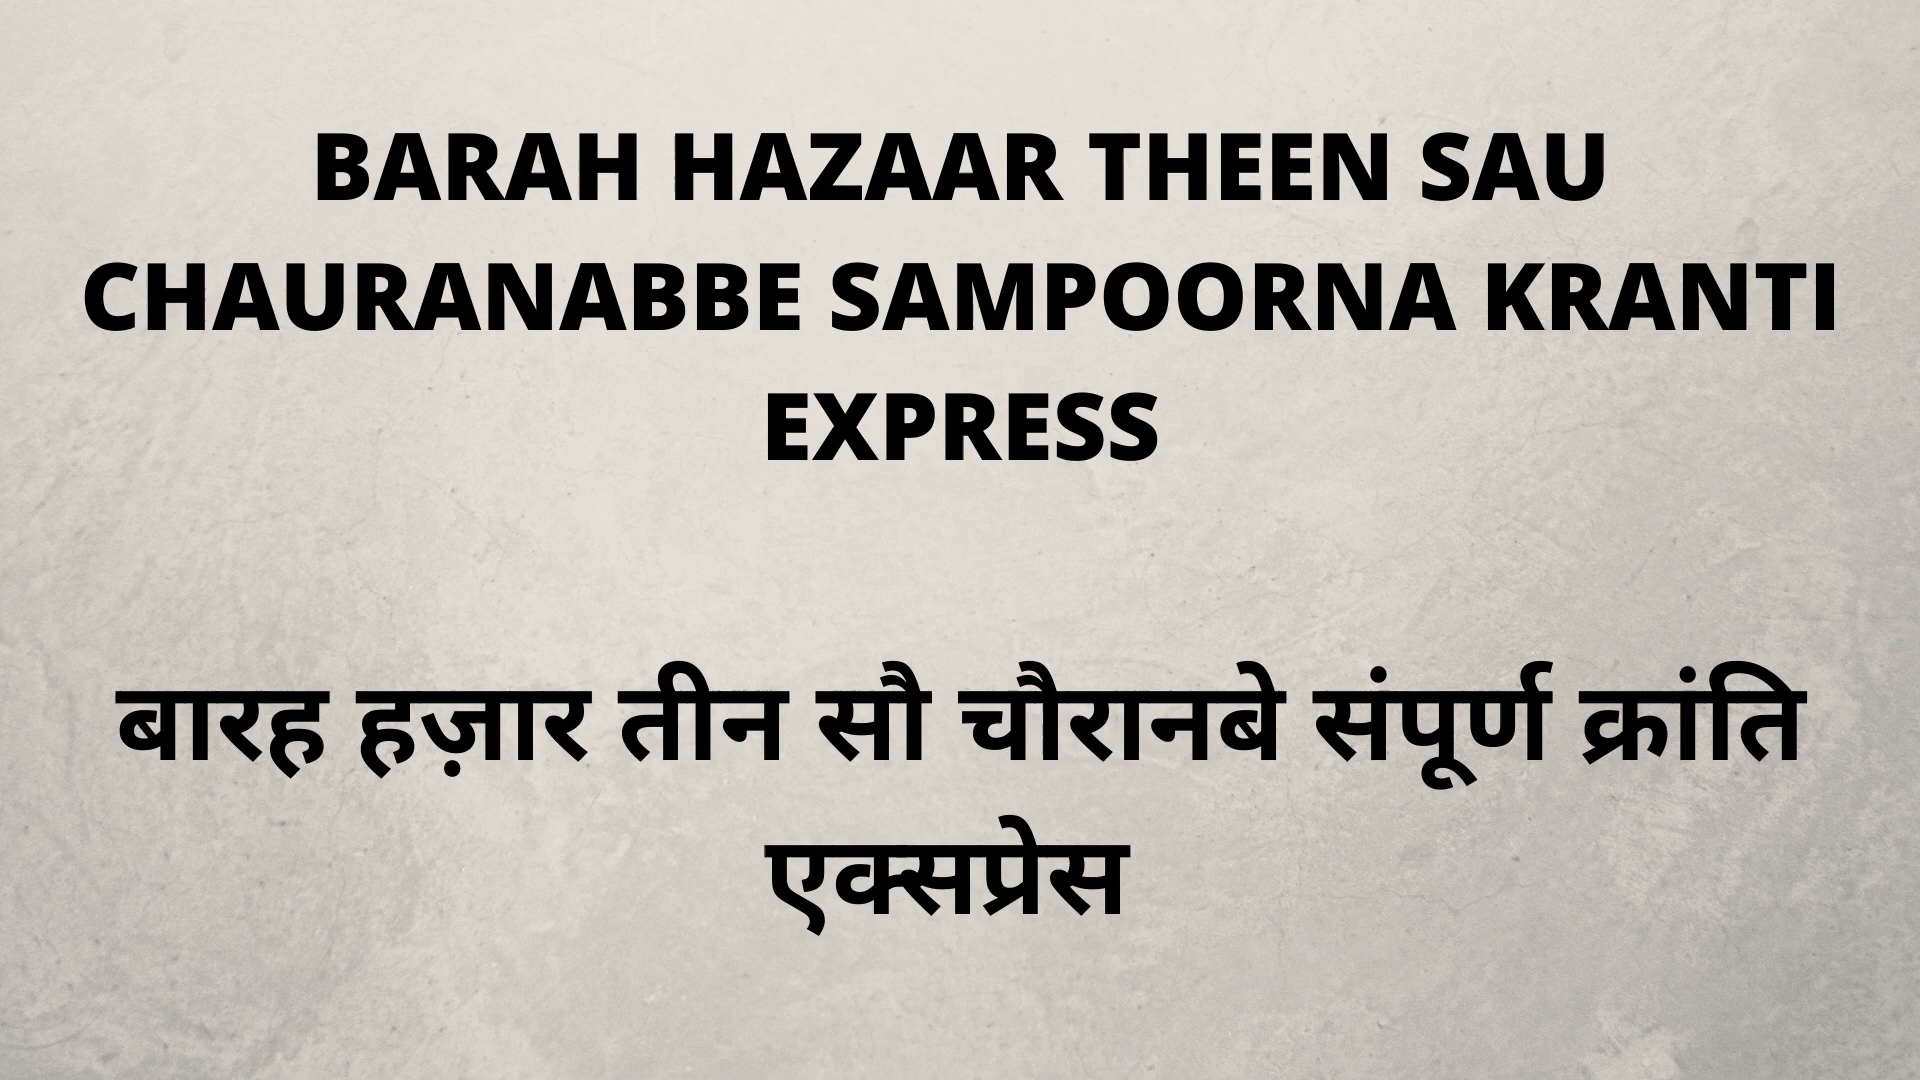 BARAH HAZAAR THEEN SAU
CHAURANABBE SAMPOORNA KRANTI
EXPRESS
बारह हज़ार तीन सौ चौरानबे संपूर्ण क्रांति
एक्सप्रेस